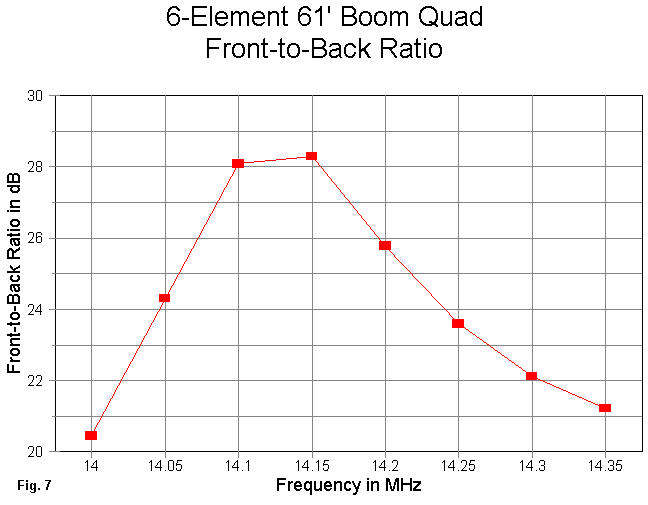 6-Element 61' Boom Quad
Front-to-Back Ratio
Front-to-Back Ratio in dB
30
28
26
24
22
20
14 14.05 14.1 14.15 14.2 14.25 14.3 14.35
Frequency in MHz
Fig. 7